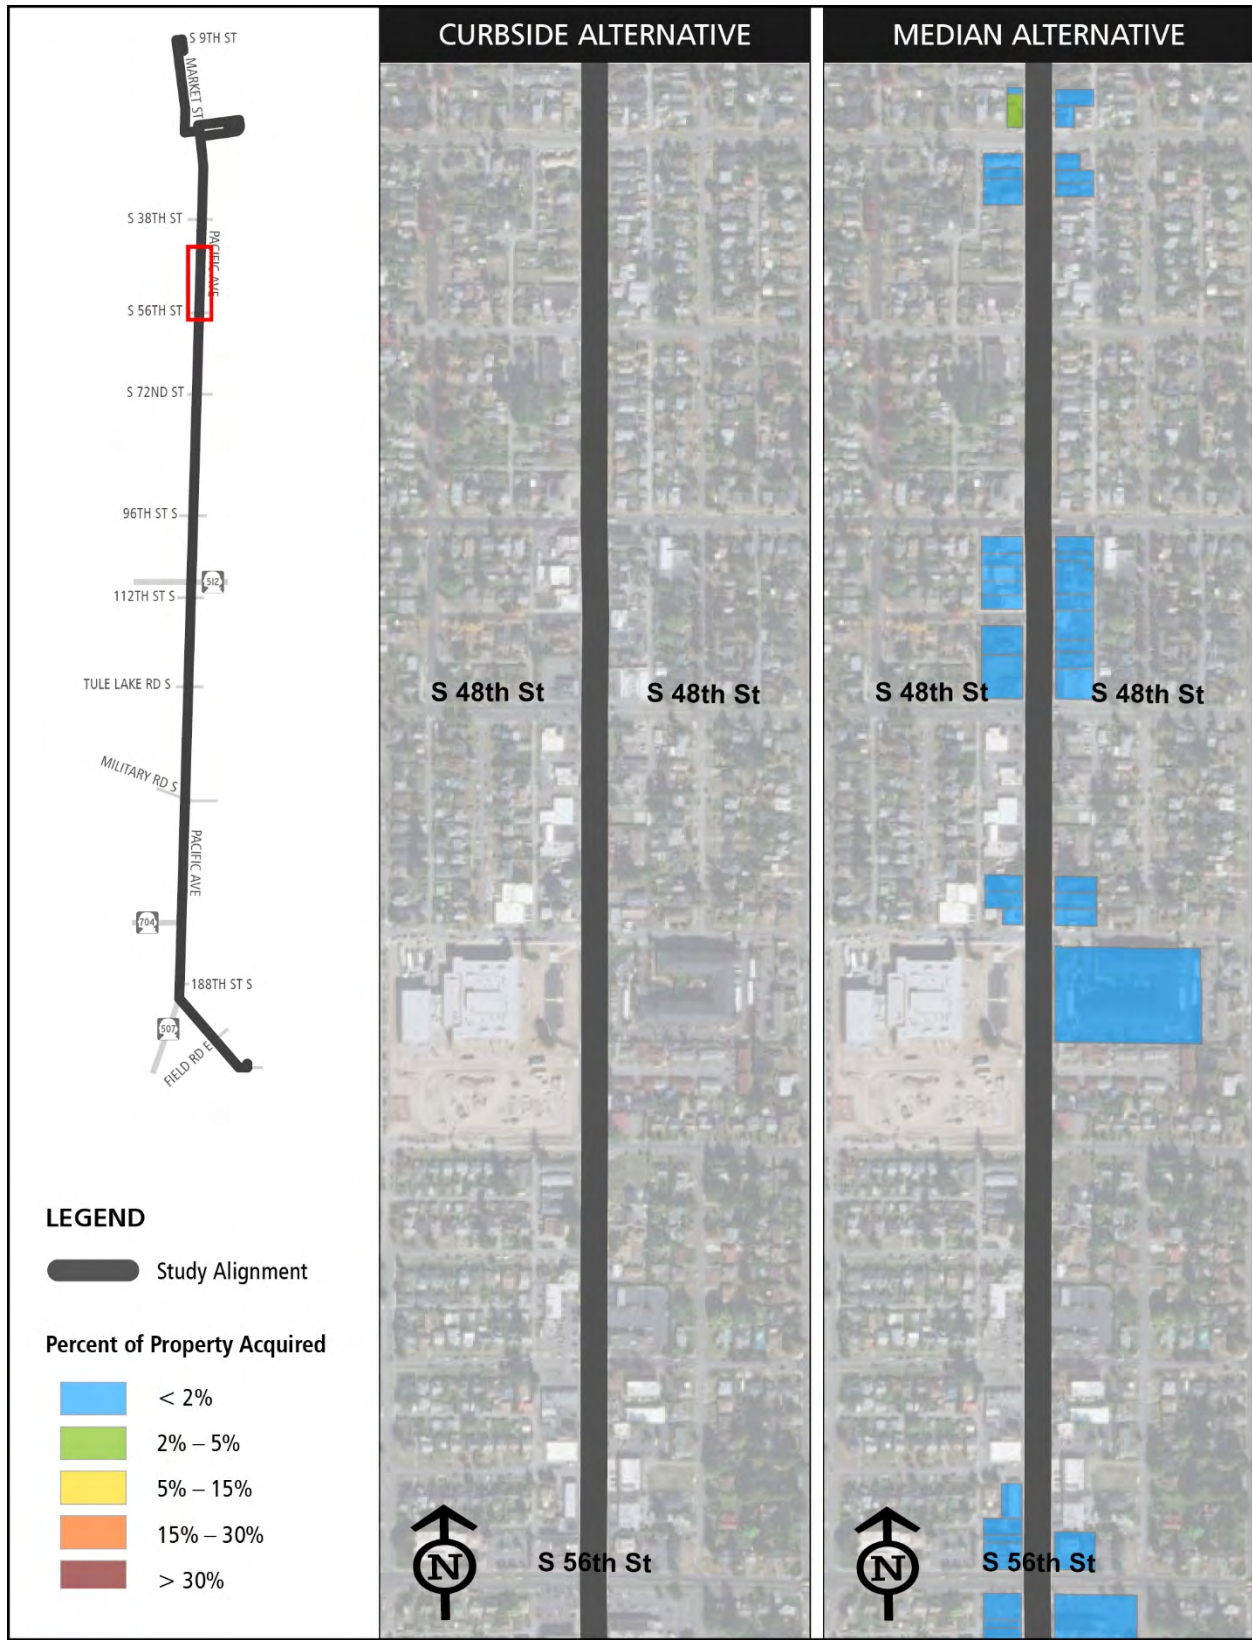 CURBSIDE ALTERNATIVE
MEDIAN ALTERNATIVE
S 9TH ST
MARKET ST
S 38TH ST
PACIFIC AVE
S 56TH ST
S 72ND ST
96TH ST S
512
112TH ST S
TULE LAKE RD S
MILITARY RD S
PACIFIC AVE
704
188TH ST S
507
FIELD RD E
S 48th St
S 48th St
S 48th St
S 48th St
LEGEND
Study Alignment
Percent of Property Acquired
< 2%
2% – 5%
5% – 15%
15% – 30%
> 30%
N
S 56th St
N
S 56th St